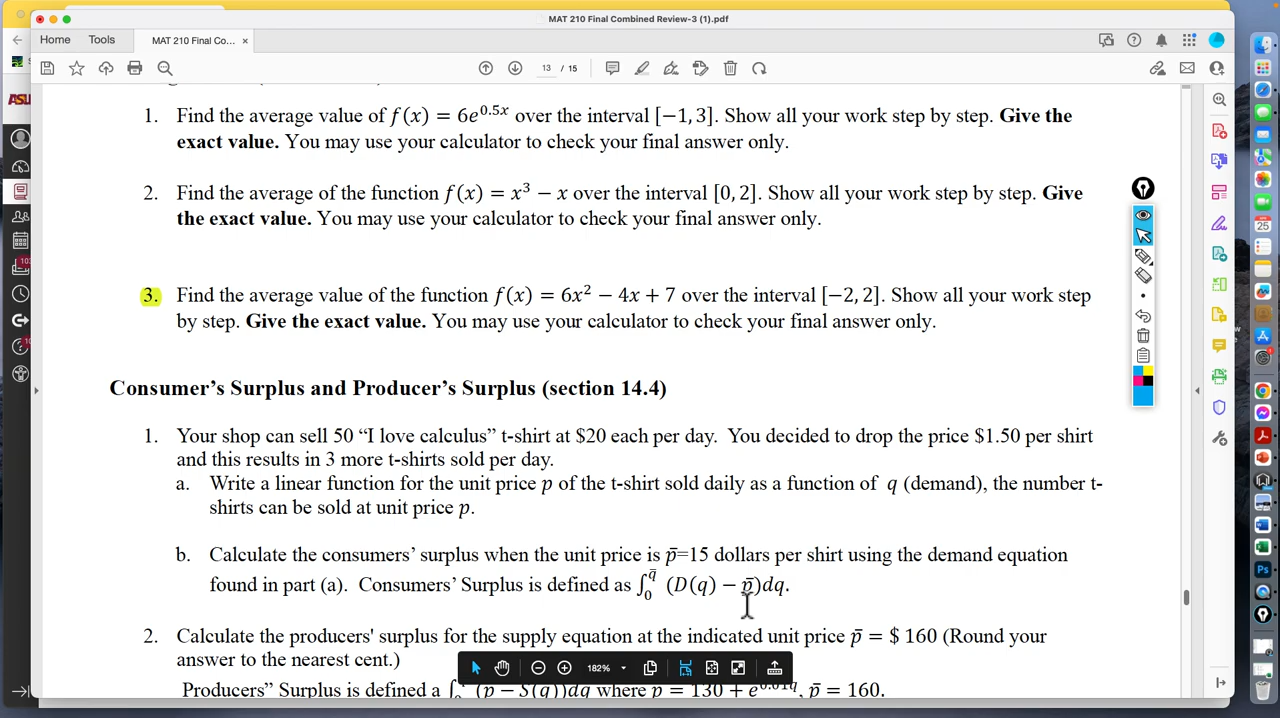 MAT 210 Final Combined Review-3 (1).pdf
Home Tools MAT 210 Final Co... ×
13 / 15
1. Find the average value of f(x) = 6e^0.5x over the interval [−1, 3]. Show all your work step by step. Give the
exact value. You may use your calculator to check your final answer only.
2. Find the average of the function f(x) = x³ − x over the interval [0, 2]. Show all your work step by step. Give
the exact value. You may use your calculator to check your final answer only.
3. Find the average value of the function f(x) = 6x² − 4x + 7 over the interval [−2, 2]. Show all your work step
by step. Give the exact value. You may use your calculator to check your final answer only.
Consumer's Surplus and Producer's Surplus (section 14.4)
1. Your shop can sell 50 “I love calculus” t-shirt at $20 each per day. You decided to drop the price $1.50 per shirt
and this results in 3 more t-shirts sold per day.
a. Write a linear function for the unit price p of the t-shirt sold daily as a function of q (demand), the number t-
shirts can be sold at unit price p.
b. Calculate the consumers' surplus when the unit price is p̄=15 dollars per shirt using the demand equation
found in part (a). Consumers' Surplus is defined as ∫₀^q̄ (D(q) − p̄)dq.
2. Calculate the producers' surplus for the supply equation at the indicated unit price p̄ = $ 160 (Round your
answer to the nearest cent.)
182%
Producers” Surplus is defined a ∫ (p̄ − S(q))dq where p = 130 + e^0.01q, p̄ = 160.